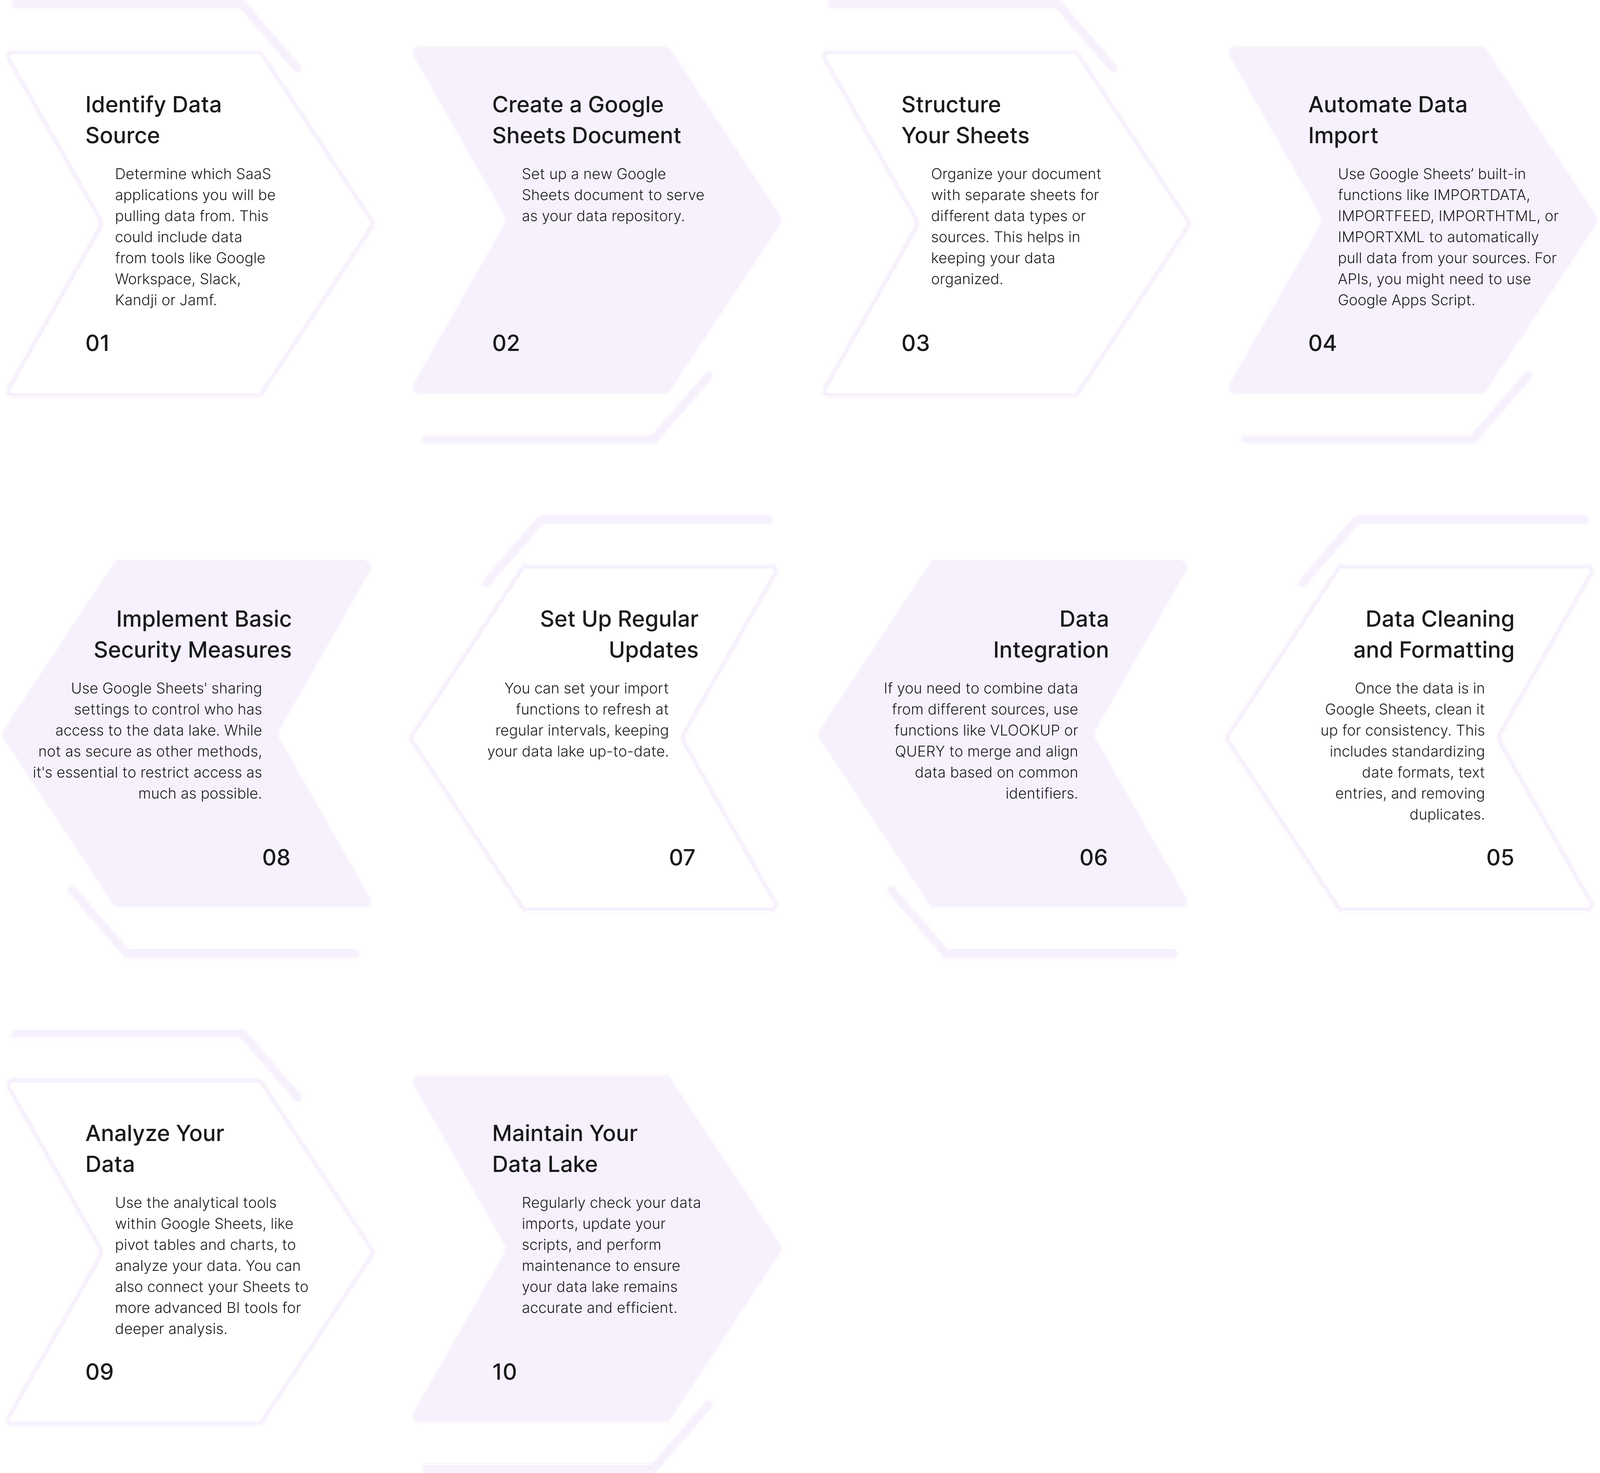 Identify Data
Source
Determine which SaaS
applications you will be
pulling data from. This
could include data
from tools like Google
Workspace, Slack,
Kandji or Jamf.
01
Create a Google
Sheets Document
Set up a new Google
Sheets document to serve
as your data repository.
02
Structure
Your Sheets
Organize your document
with separate sheets for
different data types or
sources. This helps in
keeping your data
organized.
03
Automate Data
Import
Use Google Sheets’ built-in
functions like IMPORTDATA,
IMPORTFEED, IMPORTHTML, or
IMPORTXML to automatically
pull data from your sources. For
APIs, you might need to use
Google Apps Script.
04
Data Cleaning
and Formatting
Once the data is in
Google Sheets, clean it
up for consistency. This
includes standardizing
date formats, text
entries, and removing
duplicates.
05
Data
Integration
If you need to combine data
from different sources, use
functions like VLOOKUP or
QUERY to merge and align
data based on common
identifiers.
06
Set Up Regular
Updates
You can set your import
functions to refresh at
regular intervals, keeping
your data lake up-to-date.
07
Implement Basic
Security Measures
Use Google Sheets' sharing
settings to control who has
access to the data lake. While
not as secure as other methods,
it's essential to restrict access as
much as possible.
08
Analyze Your
Data
Use the analytical tools
within Google Sheets, like
pivot tables and charts, to
analyze your data. You can
also connect your Sheets to
more advanced BI tools for
deeper analysis.
09
Maintain Your
Data Lake
Regularly check your data
imports, update your
scripts, and perform
maintenance to ensure
your data lake remains
accurate and efficient.
10